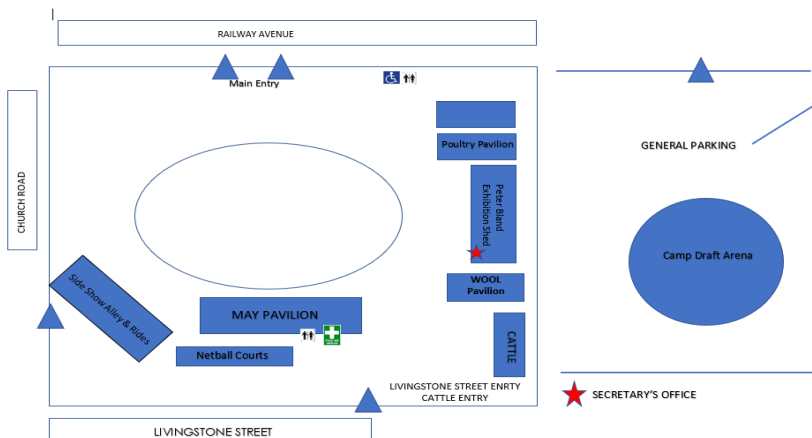 RAILWAY AVENUE
Main Entry
Poultry Pavilion
GENERAL PARKING
CHURCH ROAD
Peter Bland
Exhibition Shed
Camp Draft Arena
WOOL
Pavilion
Side Show Alley & Rides
MAY PAVILION
CATTLE
Netball Courts
LIVINGSTONE STREET ENRTY
CATTLE ENTRY
SECRETARY'S OFFICE
LIVINGSTONE STREET